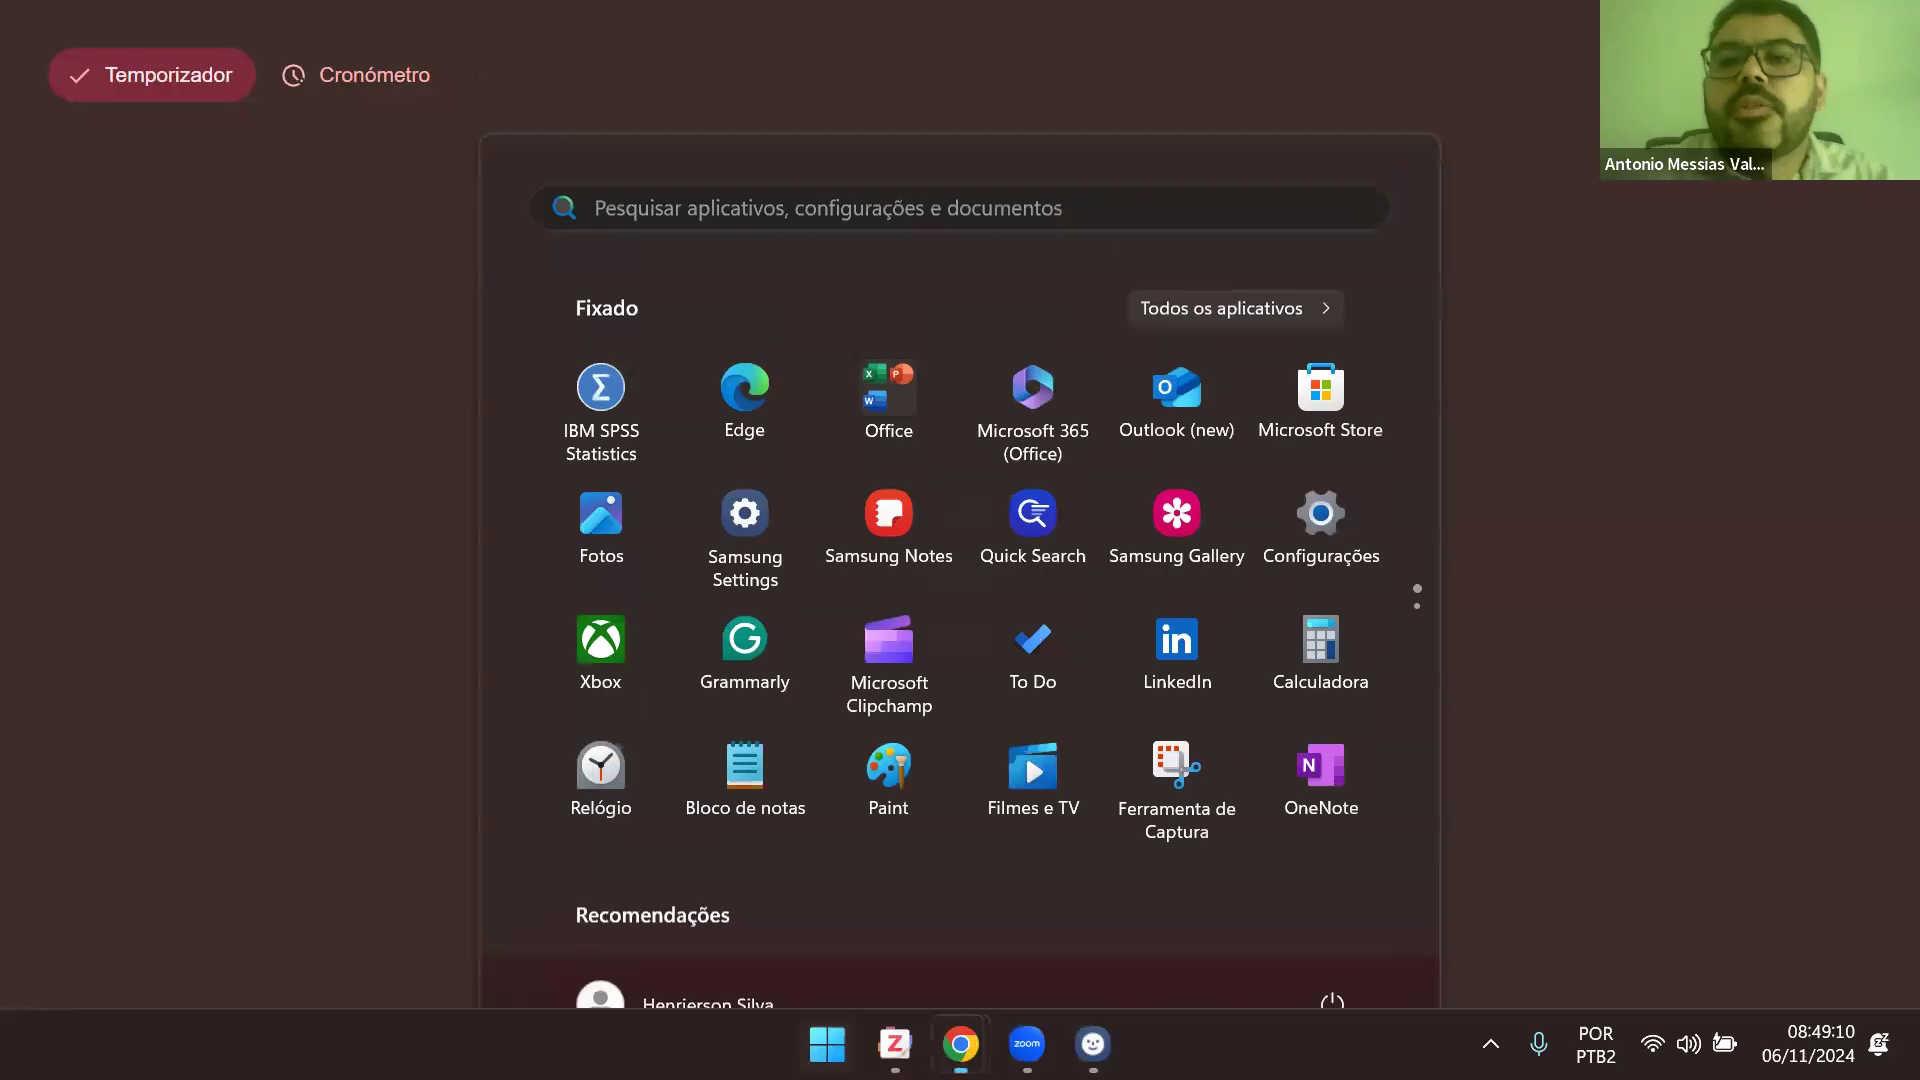 Temporizador
Cronómetro
Antonio Messias Val...
Pesquisar aplicativos, configurações e documentos
Fixado
Todos os aplicativos
IBM SPSS
Statistics
Edge
Office
Microsoft 365
(Office)
Outlook (new)
Microsoft Store
Fotos
Samsung
Settings
Samsung Notes
Quick Search
Samsung Gallery
Configurações
Xbox
Grammarly
Microsoft
Clipchamp
To Do
LinkedIn
Calculadora
Relógio
Bloco de notas
Paint
Filmes e TV
Ferramenta de
Captura
OneNote
Recomendações
Henrierson Silva
zoom
POR
PTB2
08:49:10
06/11/2024